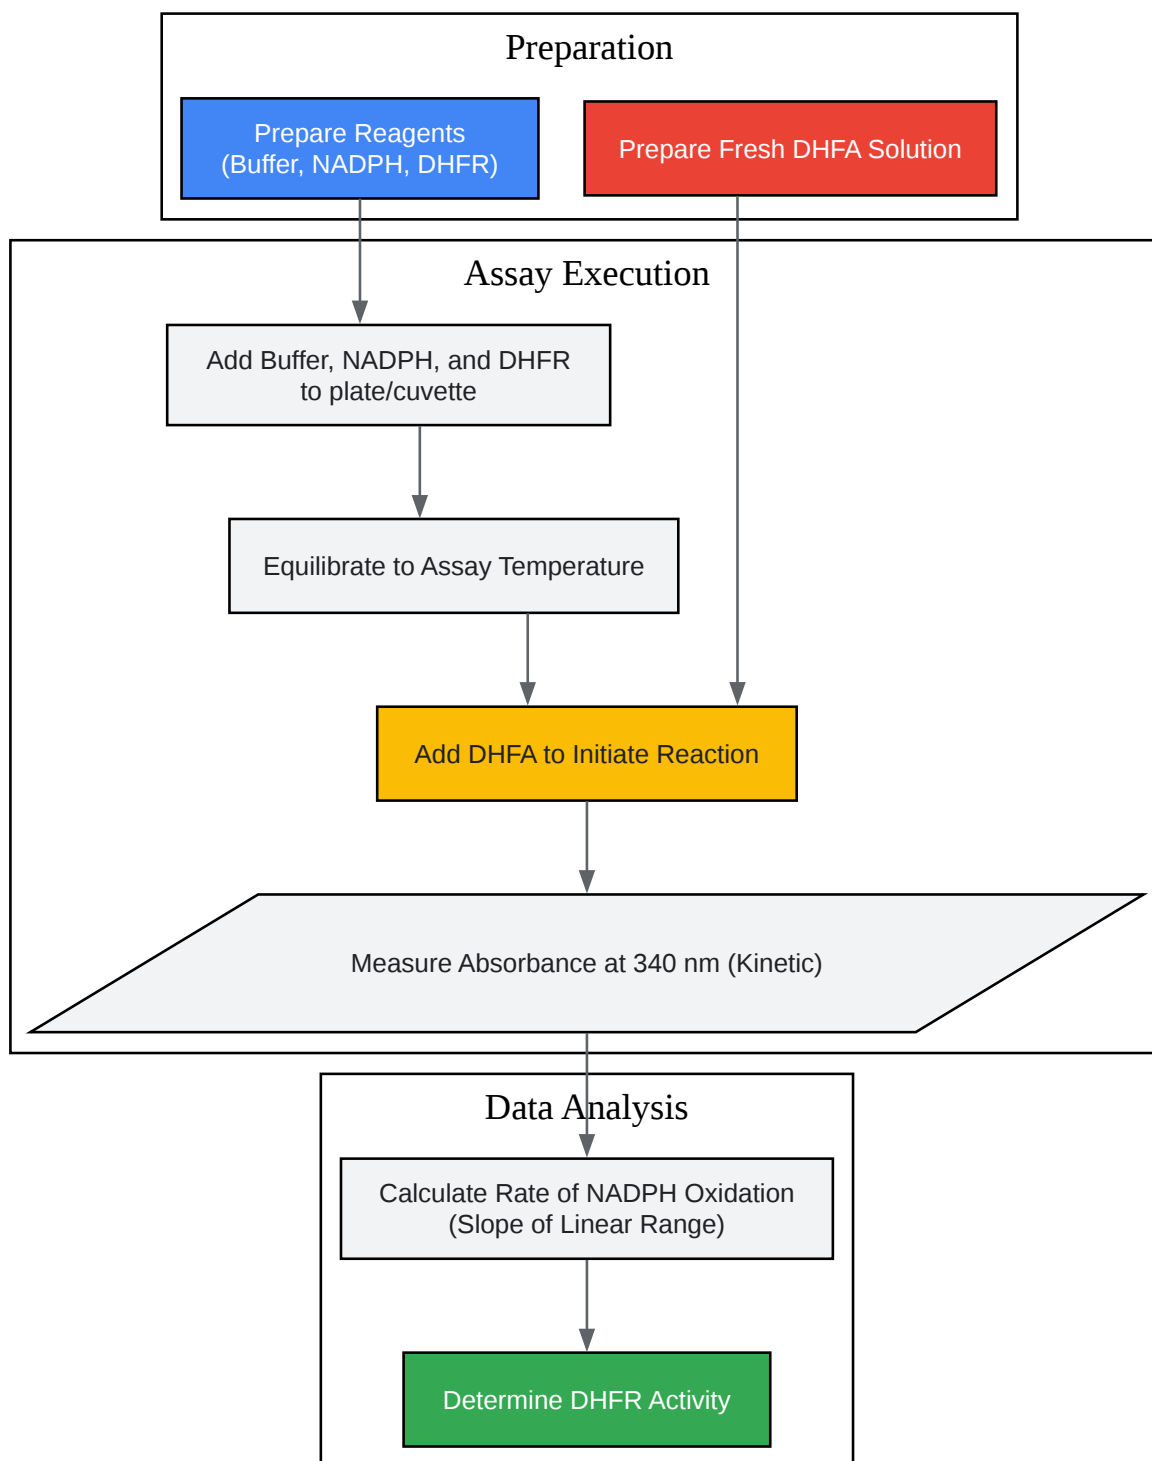 Preparation
Prepare Reagents
(Buffer, NADPH, DHFR)
Prepare Fresh DHFA Solution
Assay Execution
Add Buffer, NADPH, and DHFR
to plate/cuvette
Equilibrate to Assay Temperature
Add DHFA to Initiate Reaction
Measure Absorbance at 340 nm (Kinetic)
Data Analysis
Calculate Rate of NADPH Oxidation
(Slope of Linear Range)
Determine DHFR Activity